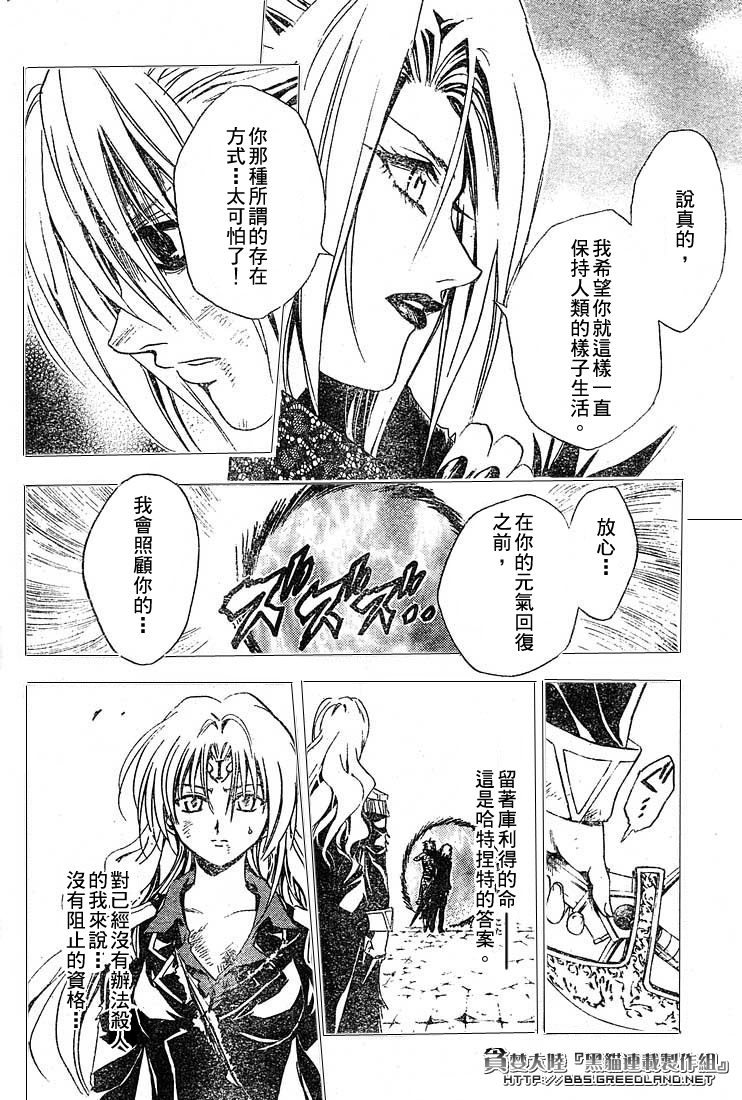 說真的，
我希望你就這樣一直
保持人類的樣子生活。
你那種所謂的存在
方式…太可怕了！
放心…
在你的元氣回復
之前，
ズズズ…
我會照顧你的…
留著庫利得的命——
這是哈特捏特的答案。
こた
對已經沒有辦法殺人
的我來說…
沒有阻止的資格…
貪婪大陸『黑貓連載製作組』
HTTP://BBS.GREEDLAND.NET